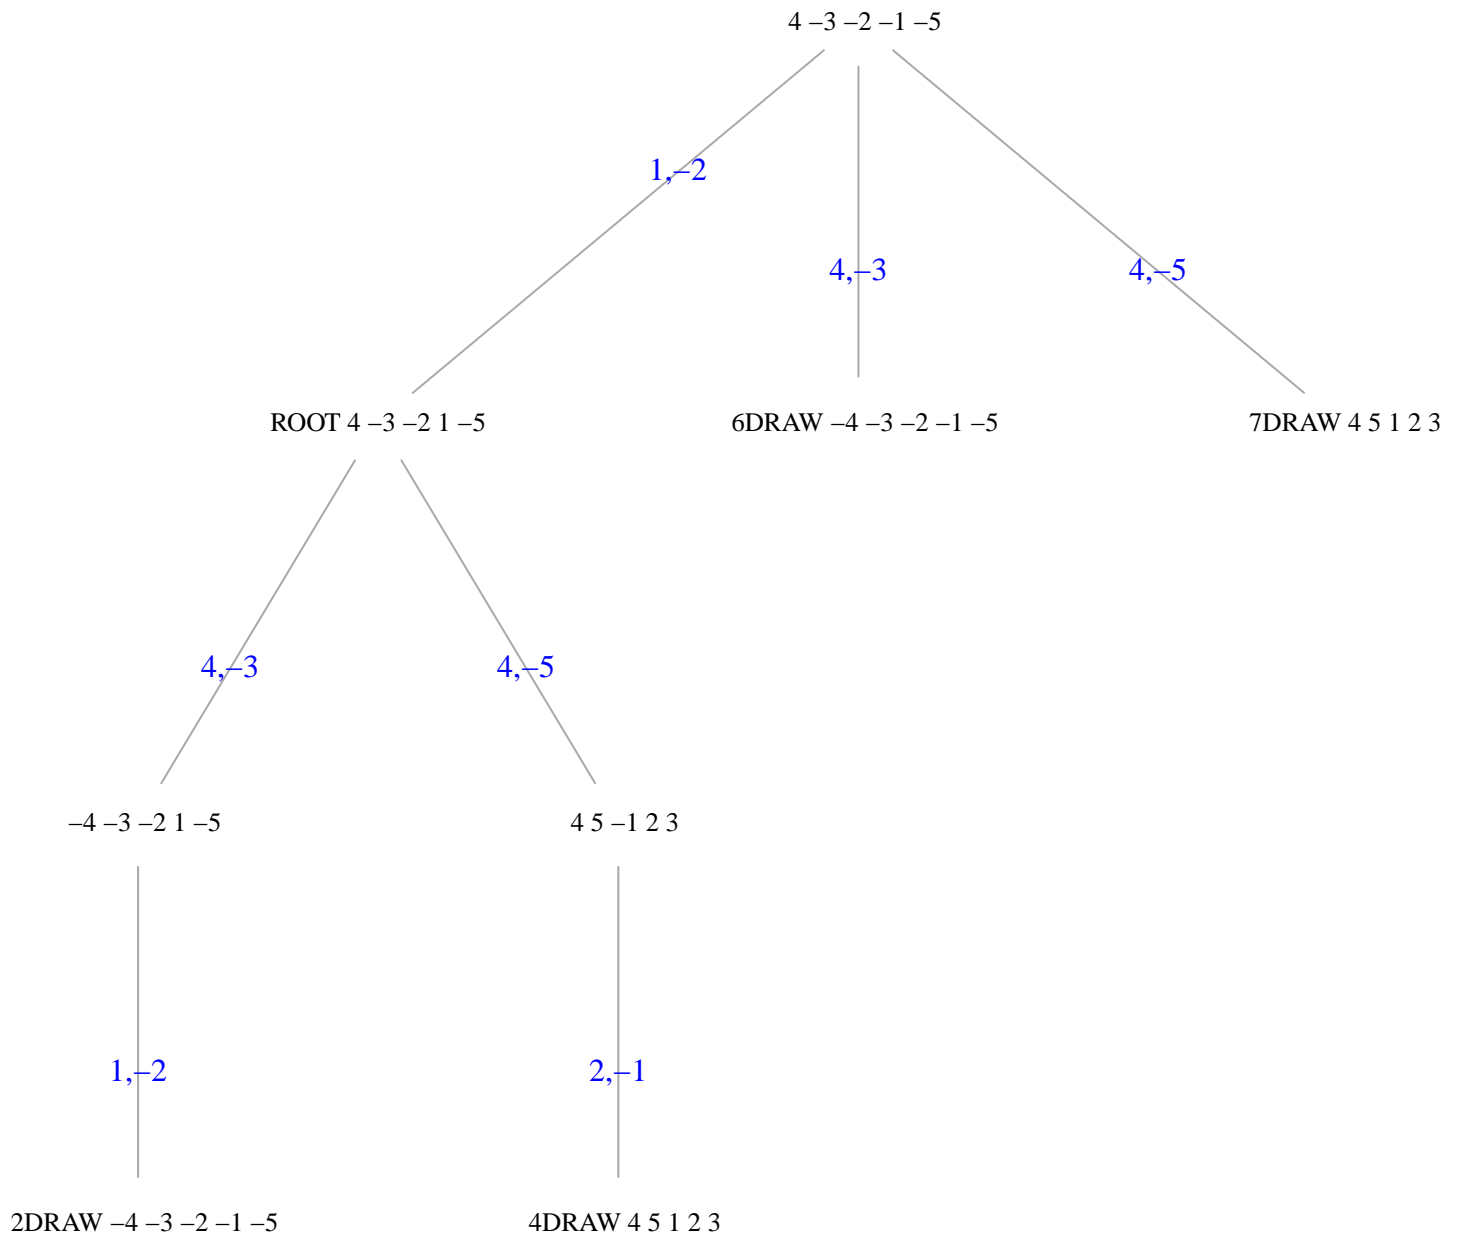 4 –3 –2 –1 –5
1,–2
4,–3
4,–5
ROOT 4 –3 –2 1 –5
6DRAW –4 –3 –2 –1 –5
7DRAW 4 5 1 2 3
4,–3
4,–5
–4 –3 –2 1 –5
4 5 –1 2 3
1,–2
2,–1
2DRAW –4 –3 –2 –1 –5
4DRAW 4 5 1 2 3